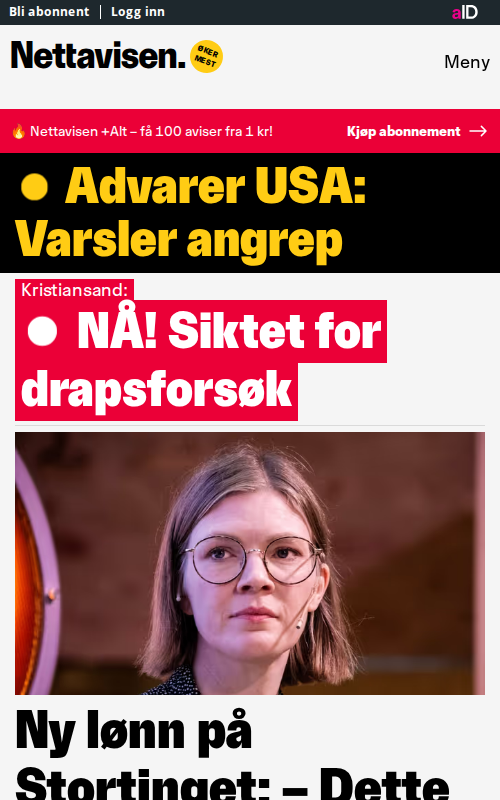 Bli abonnent | Logg inn
aID
Nettavisen.
ØKER
MEST
Meny
🔥 Nettavisen +Alt – få 100 aviser fra 1 kr!
Kjøp abonnement →
Advarer USA:
Varsler angrep
Kristiansand:
NÅ! Siktet for
drapsforsøk
Ny lønn på
Stortinget: – Dette